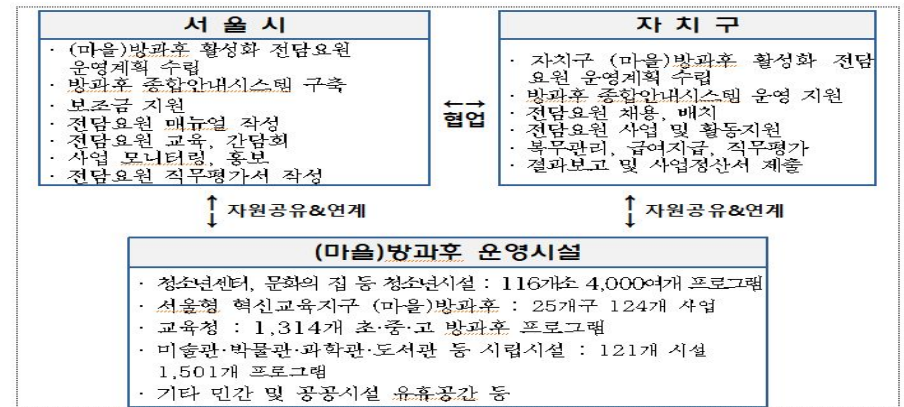 서 울 시
· (마을)방과후 활성화 전담요원
운영계획 수립
· 방과후 종합안내시스템 구축
· 보조금 지원
· 전담요원 매뉴얼 작성
· 전담요원 교육, 간담회
· 사업 모니터링, 홍보
· 전담요원 직무평가서 작성
←→
협업
자 치 구
· 자치구 (마을)방과후 활성화 전담
요원 운영계획 수립
· 방과후 종합안내시스템 운영 지원
· 전담요원 채용, 배치
· 전담요원 사업 및 활동지원
· 복무관리, 급여지급, 직무평가
· 결과보고 및 사업정산서 제출
↑↓ 자원공유&연계
↑↓ 자원공유&연계
(마을)방과후 운영시설
· 청소년센터, 문화의 집 등 청소년시설 : 116개소 4,000여개 프로그램
· 서울형 혁신교육지구 (마을)방과후 : 25개구 124개 사업
· 교육청 : 1,314개 초·중·고 방과후 프로그램
· 미술관·박물관·과학관·도서관 등 시립시설 : 121개 시설
1,501개 프로그램
· 기타 민간 및 공공시설 유휴공간 등